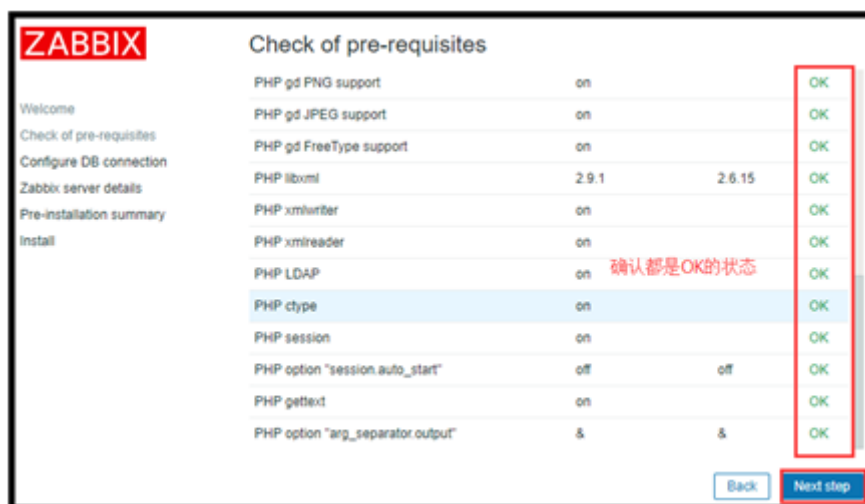 ZABBIX
Check of pre-requisites
Welcome
Check of pre-requisites
Configure DB connection
Zabbix server details
Pre-installation summary
Install
PHP gd PNG support on OK
PHP gd JPEG support on OK
PHP gd FreeType support on OK
PHP libxml 2.9.1 2.6.15 OK
PHP xmlwriter on OK
PHP xmlreader on OK
PHP LDAP on OK
确认都是OK的状态
PHP ctype on OK
PHP session on OK
PHP option "session.auto_start" off off OK
PHP gettext on OK
PHP option "arg_separator.output" & & OK
Back Next step